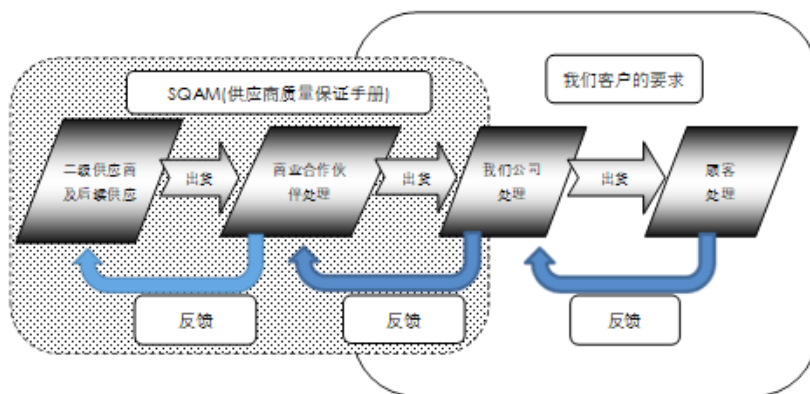 SQAM(供应商质量保证手册)
我们客户的要求
二级供应商
及后续供应
出货
商业合作伙
伴处理
出货
我们公司
处理
出货
顾客
处理
反馈
反馈
反馈